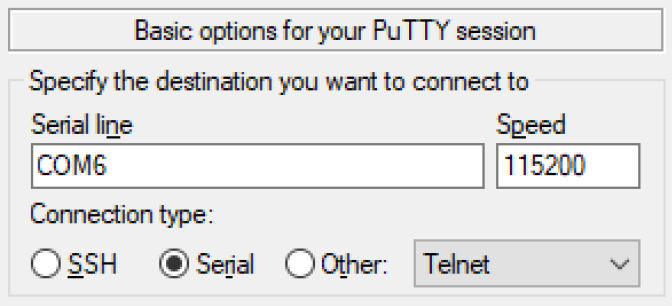 Basic options for your PuTTY session
Specify the destination you want to connect to
Serial line Speed
COM6 115200
Connection type:
SSH Serial Other: Telnet